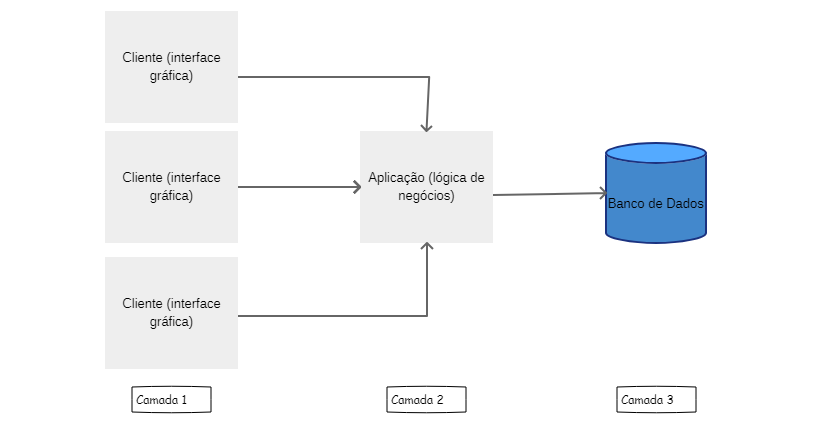 Cliente (interface
gráfica)
Cliente (interface
gráfica)
Aplicação (lógica de
negócios)
Banco de Dados
Cliente (interface
gráfica)
Camada 1
Camada 2
Camada 3